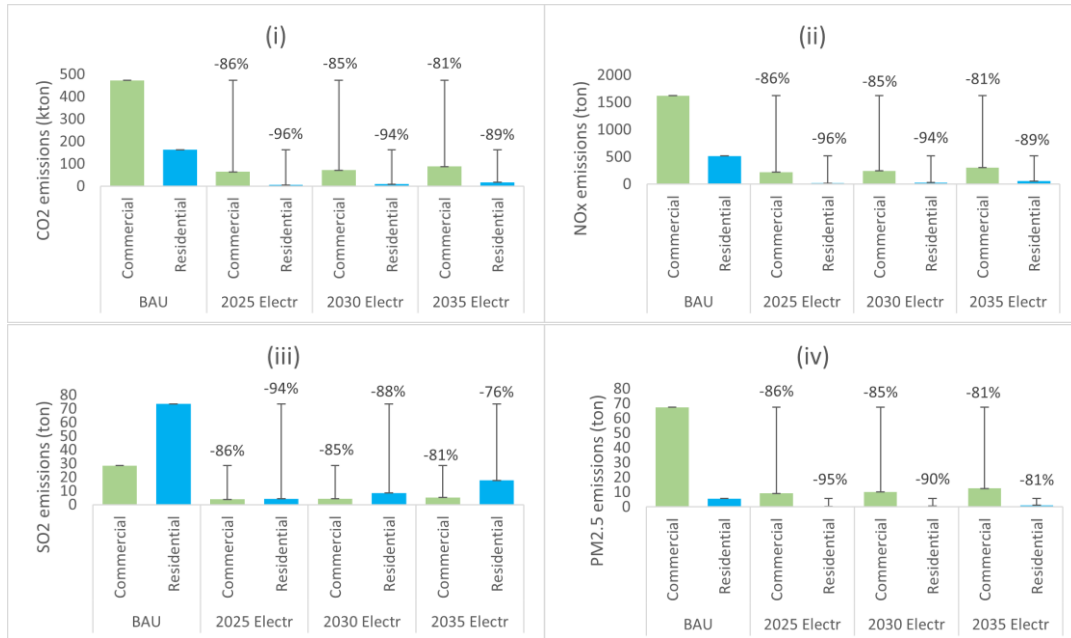 (i)
CO2 emissions (kton)
500
400
300
200
100
0
-86%
-96%
-85%
-94%
-81%
-89%
Commercial
Residential
Commercial
Residential
Commercial
Residential
Commercial
Residential
BAU
2025 Electr
2030 Electr
2035 Electr
(ii)
NOx emissions (ton)
2000
1500
1000
500
0
-86%
-96%
-85%
-94%
-81%
-89%
Commercial
Residential
Commercial
Residential
Commercial
Residential
Commercial
Residential
BAU
2025 Electr
2030 Electr
2035 Electr
(iii)
SO2 emissions (ton)
80
70
60
50
40
30
20
10
0
-86%
-94%
-85%
-88%
-81%
-76%
Commercial
Residential
Commercial
Residential
Commercial
Residential
Commercial
Residential
BAU
2025 Electr
2030 Electr
2035 Electr
(iv)
PM2.5 emissions (ton)
80
70
60
50
40
30
20
10
0
-86%
-95%
-85%
-90%
-81%
-81%
Commercial
Residential
Commercial
Residential
Commercial
Residential
Commercial
Residential
BAU
2025 Electr
2030 Electr
2035 Electr